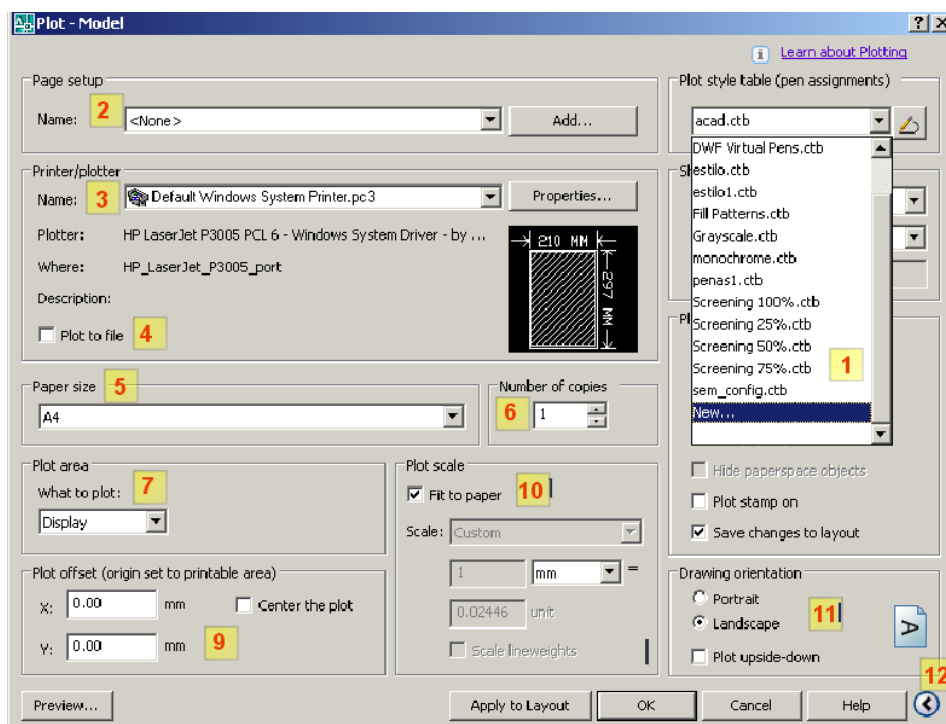 Plot - Model
Learn about Plotting
Page setup
Name: 2 <None> Add...
Plot style table (pen assignments)
acad.ctb
DWF Virtual Pens.ctb
estilo.ctb
estilo1.ctb
Fill Patterns.ctb
Grayscale.ctb
monochrome.ctb
penas1.ctb
Screening 100%.ctb
Screening 25%.ctb
Screening 50%.ctb
Screening 75%.ctb
sem_config.ctb
New...
1
Printer/plotter
Name: 3 Default Windows System Printer.pc3 Properties...
Plotter: HP LaserJet P3005 PCL 6 - Windows System Driver - by ...
Where: HP_LaserJet_P3005_port
Description:
Plot to file 4
210 MM
297 MM
Paper size 5
A4
Number of copies
6 1
Plot area
What to plot: 7
Display
Plot offset (origin set to printable area)
X: 0.00 mm Center the plot
Y: 0.00 mm 9
Plot scale
Fit to paper 10
Scale: Custom
1 mm =
0.02446 unit
Scale lineweights
Hide paperspace objects
Plot stamp on
Save changes to layout
Drawing orientation
Portrait
Landscape 11
A
Plot upside-down
12
Preview... Apply to Layout OK Cancel Help